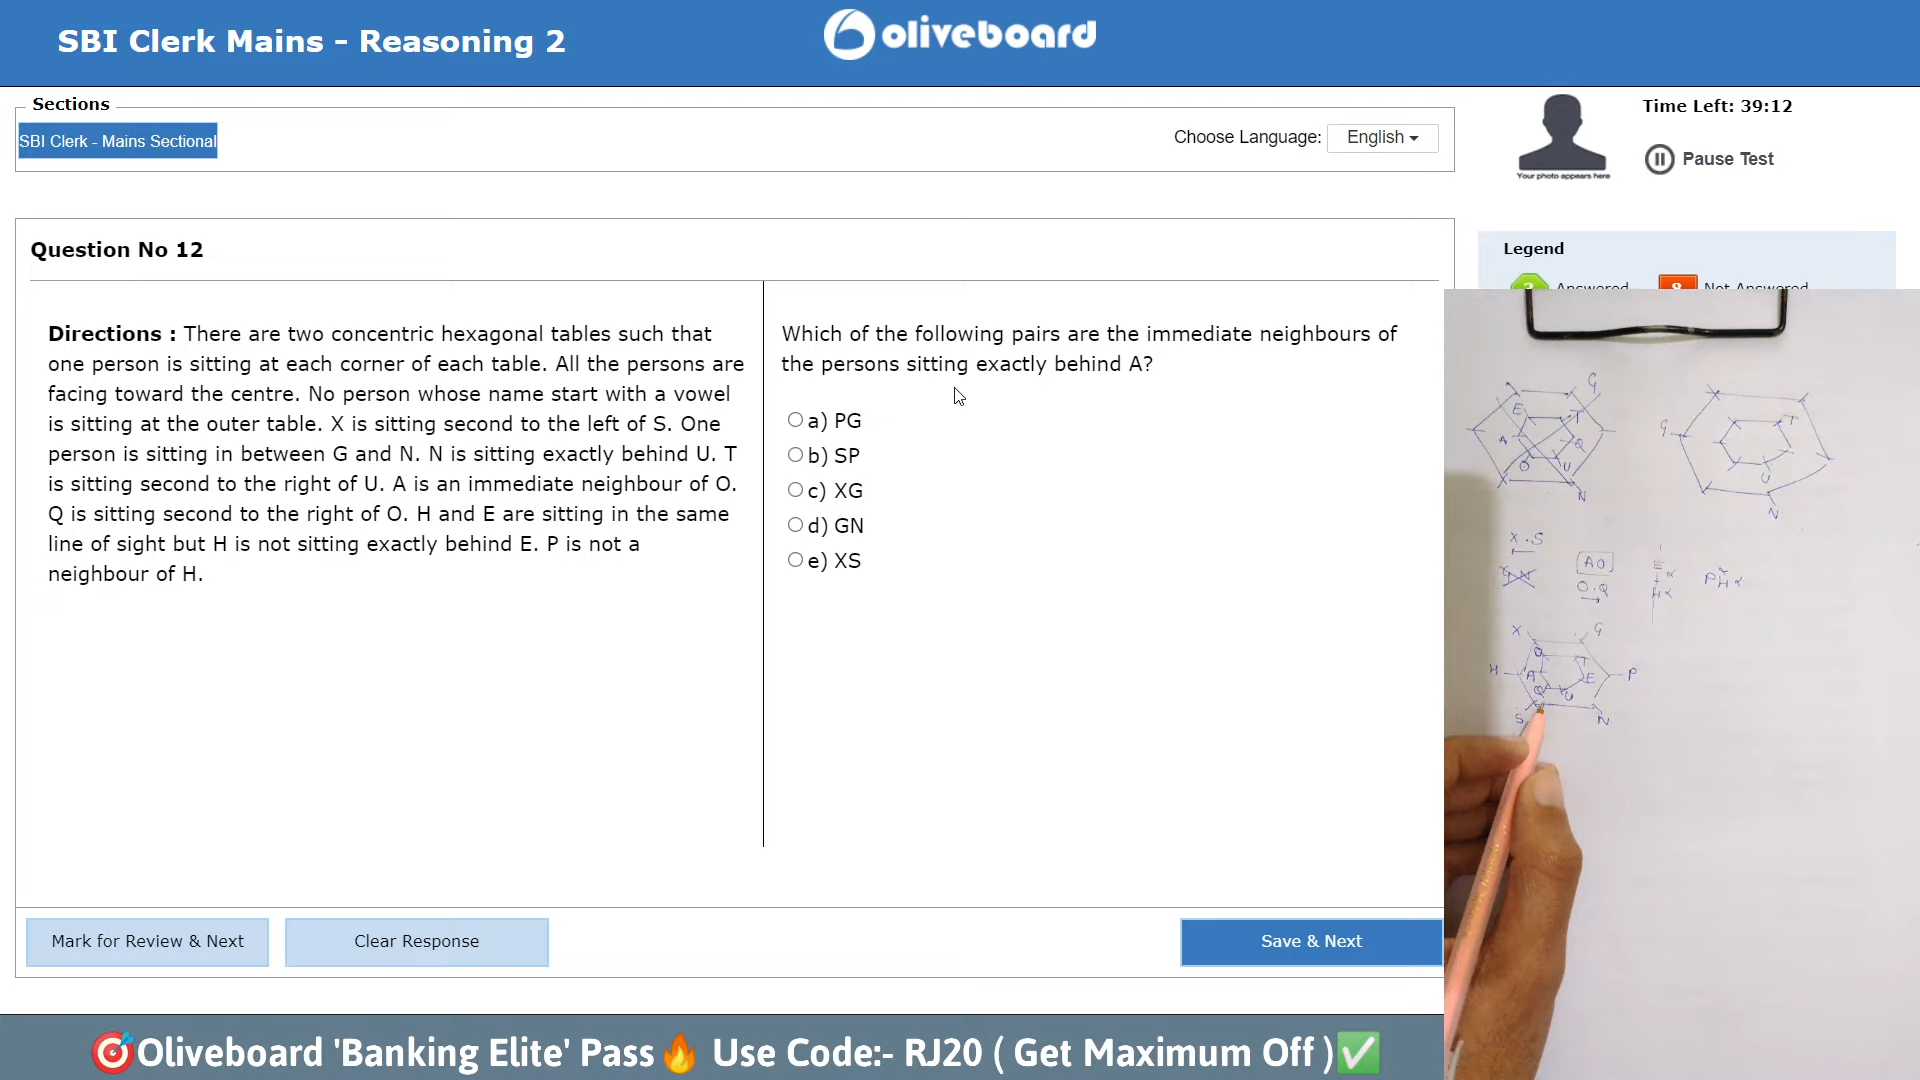 SBI Clerk Mains - Reasoning 2
oliveboard
Sections
SBI Clerk - Mains Sectional
Choose Language:
English
Time Left: 39:12
Your photo appears here
Pause Test
Question No 12
Legend
Answered
Not Answered
Directions : There are two concentric hexagonal tables such that
one person is sitting at each corner of each table. All the persons are
facing toward the centre. No person whose name start with a vowel
is sitting at the outer table. X is sitting second to the left of S. One
person is sitting in between G and N. N is sitting exactly behind U. T
is sitting second to the right of U. A is an immediate neighbour of O.
Q is sitting second to the right of O. H and E are sitting in the same
line of sight but H is not sitting exactly behind E. P is not a
neighbour of H.
Which of the following pairs are the immediate neighbours of
the persons sitting exactly behind A?
a) PG
b) SP
c) XG
d) GN
e) XS
G
E
T
A
Q
O
U
X
N
G
T
U
N
X . S
A O
O . Q
E
H
P H
X
G
O
T
H
A
E
P
Q
U
S
N
Mark for Review & Next
Clear Response
Save & Next
🎯Oliveboard 'Banking Elite' Pass🔥 Use Code:- RJ20 ( Get Maximum Off )✅